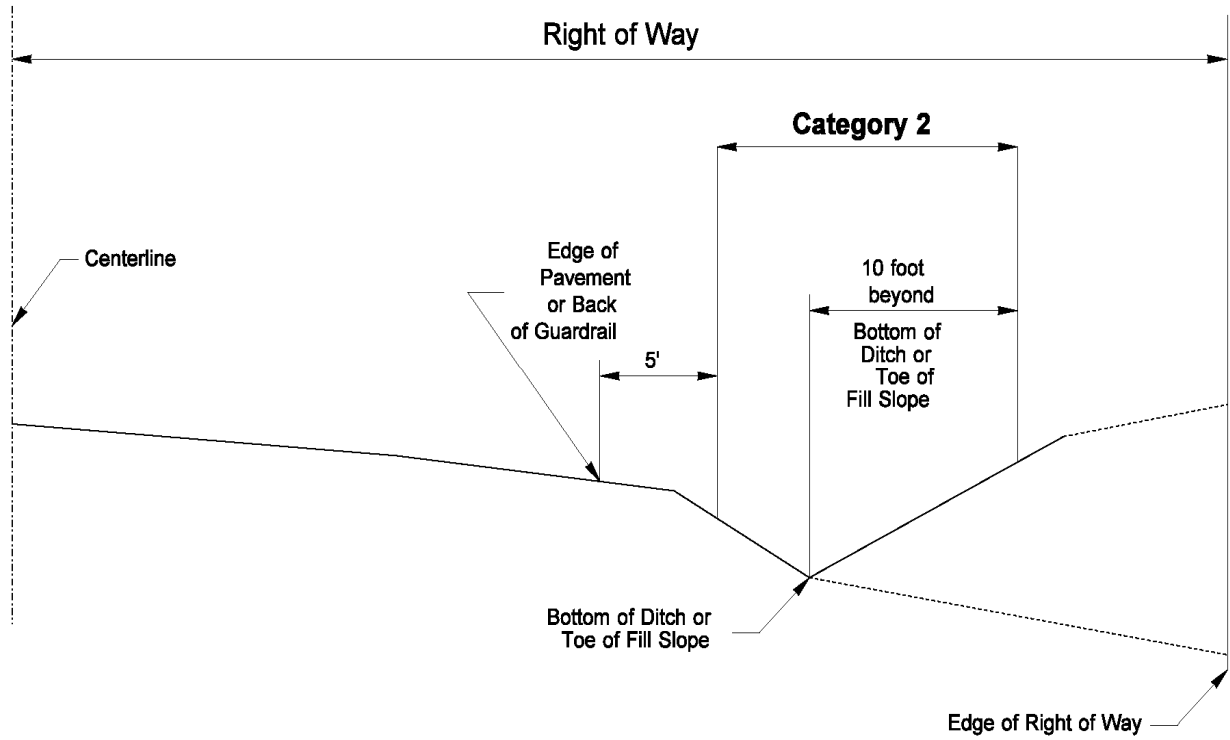 Right of Way
Category 2
Centerline
Edge of
Pavement
or Back
of Guardrail
5'
10 foot
beyond
Bottom of
Ditch or
Toe of
Fill Slope
Bottom of Ditch or
Toe of Fill Slope
Edge of Right of Way